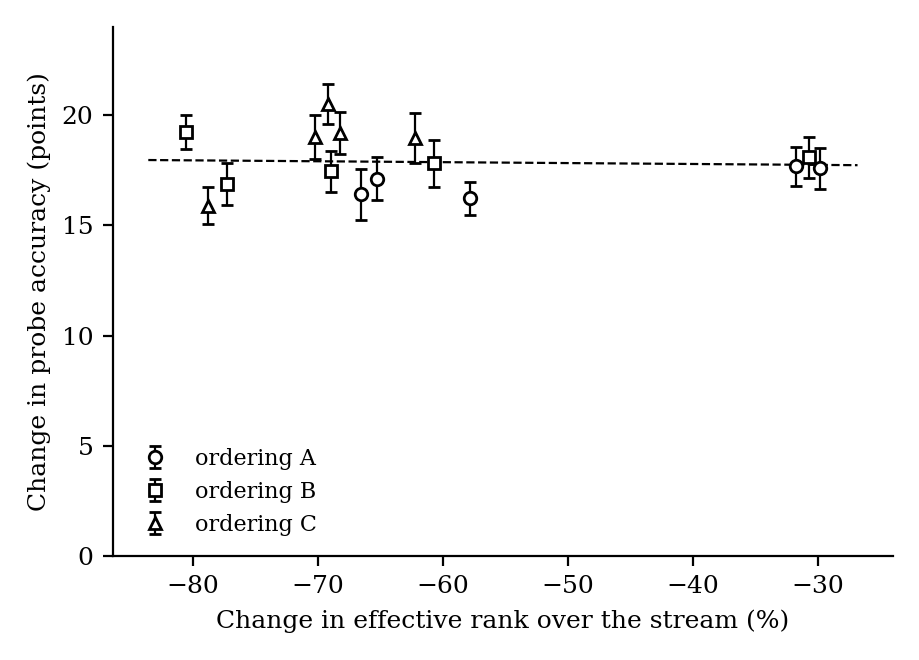 Change in probe accuracy (points)
20
15
10
5
0
ordering A
ordering B
ordering C
−80 −70 −60 −50 −40 −30
Change in effective rank over the stream (%)